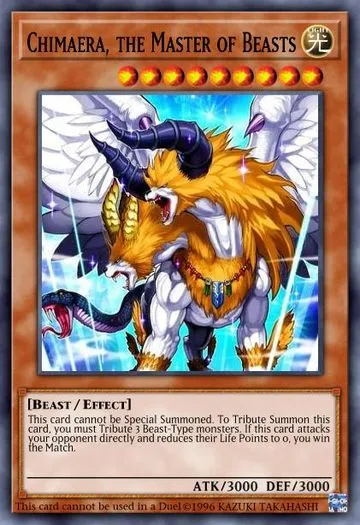 Chimaera, the Master of Beasts
LIGHT
光
[Beast / Effect]
This card cannot be Special Summoned. To Tribute Summon this
card, you must Tribute 3 Beast-Type monsters. If this card attacks
your opponent directly and reduces their Life Points to 0, you win
the Match.
ATK/3000 DEF/3000
This card cannot be used in a Duel ©1996 KAZUKI TAKAHASHI